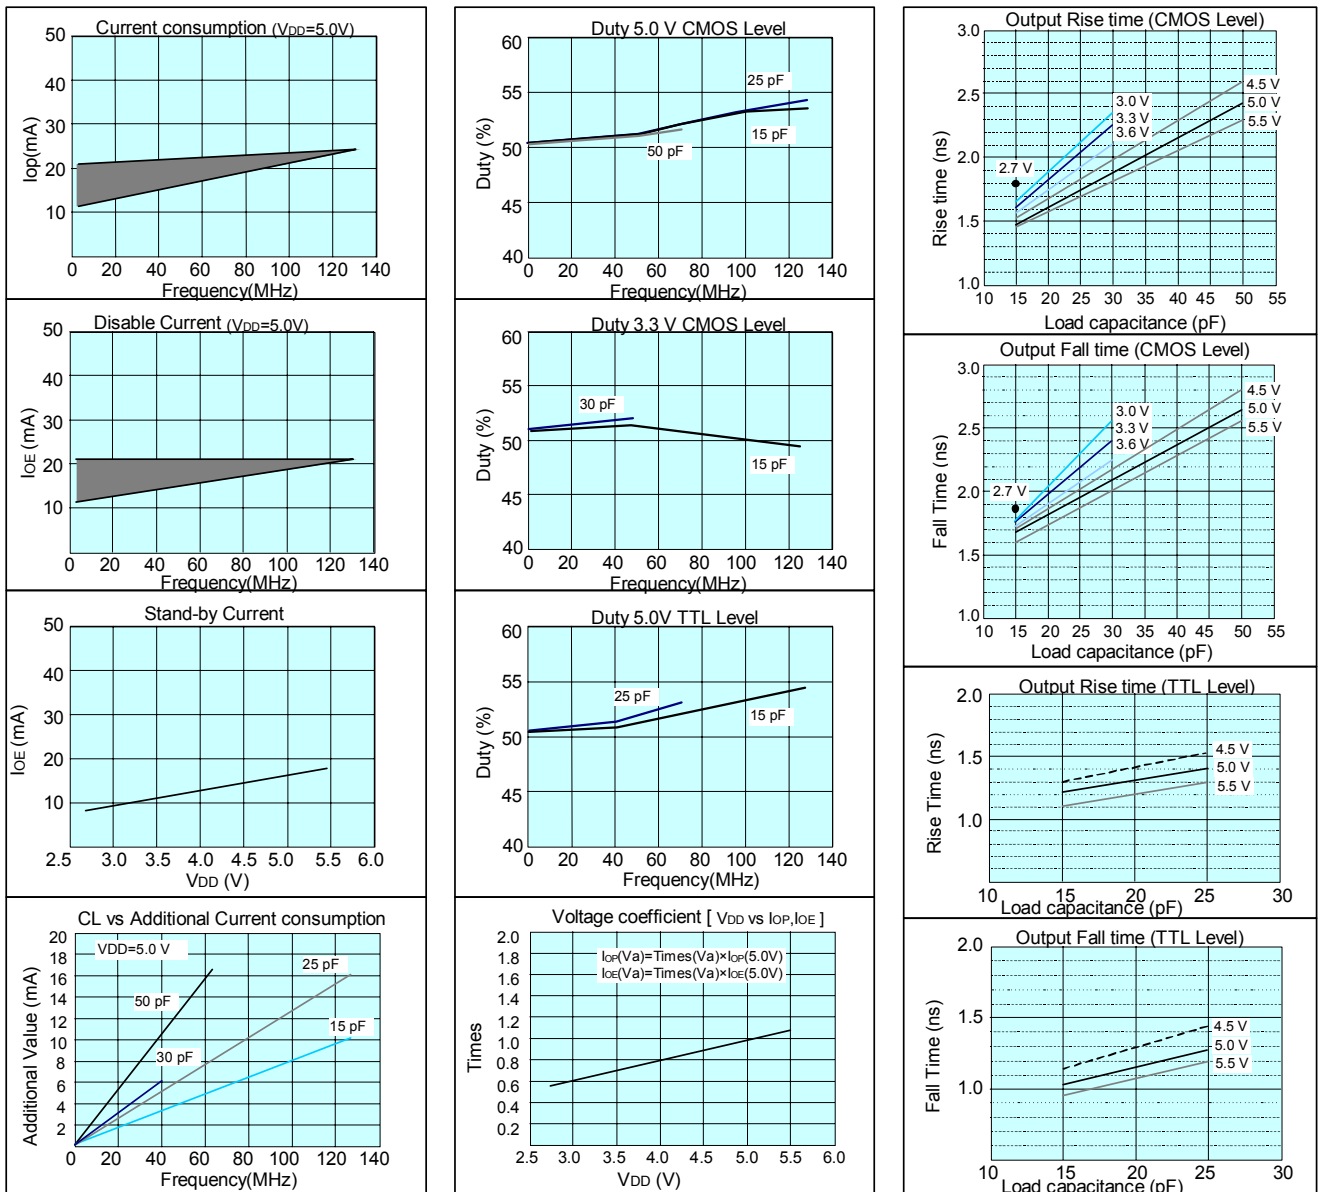 Current consumption (VDD=5.0V)
50
40
30
20
10
Iop(mA)
0 20 40 60 80 100 120 140
Frequency(MHz)
Disable Current (VDD=5.0V)
50
40
30
20
10
IOE (mA)
0 20 40 60 80 100 120 140
Frequency(MHz)
Stand-by Current
50
40
30
20
10
IOE (mA)
2.5 3.0 3.5 4.0 4.5 5.0 5.5 6.0
VDD (V)
CL vs Additional Current consumption
20
18
16
14
12
10
8
6
4
2
Additional Value (mA)
VDD=5.0 V
25 pF
50 pF
15 pF
30 pF
0 20 40 60 80 100 120 140
Frequency(MHz)
Duty 5.0 V CMOS Level
60
55
50
45
40
Duty (%)
25 pF
15 pF
50 pF
0 20 40 60 80 100 120 140
Frequency(MHz)
Duty 3.3 V CMOS Level
60
55
50
45
40
Duty (%)
30 pF
15 pF
0 20 40 60 80 100 120 140
Frequency(MHz)
Duty 5.0V TTL Level
60
55
50
45
40
Duty (%)
25 pF
15 pF
0 20 40 60 80 100 120 140
Frequency(MHz)
Voltage coefficient [ VDD vs IOP,IOE ]
2.0
1.8
1.6
1.4
1.2
1.0
0.8
0.6
0.4
0.2
Times
IOP(Va)=Times(Va)×IOP(5.0V)
IOE(Va)=Times(Va)×IOE(5.0V)
2.5 3.0 3.5 4.0 4.5 5.0 5.5 6.0
VDD (V)
Output Rise time (CMOS Level)
3.0
2.5
2.0
1.5
1.0
Rise time (ns)
4.5 V
5.0 V
5.5 V
3.0 V
3.3 V
3.6 V
2.7 V
10 15 20 25 30 35 40 45 50 55
Load capacitance (pF)
Output Fall time (CMOS Level)
3.0
2.5
2.0
1.5
1.0
Fall Time (ns)
4.5 V
5.0 V
5.5 V
3.0 V
3.3 V
3.6 V
2.7 V
10 15 20 25 30 35 40 45 50 55
Load capacitance (pF)
Output Rise time (TTL Level)
2.0
1.5
1.0
Rise Time (ns)
4.5 V
5.0 V
5.5 V
10 15 20 25 30
Load capacitance (pF)
Output Fall time (TTL Level)
2.0
1.5
1.0
Fall Time (ns)
4.5 V
5.0 V
5.5 V
10 15 20 25 30
Load capacitance (pF)